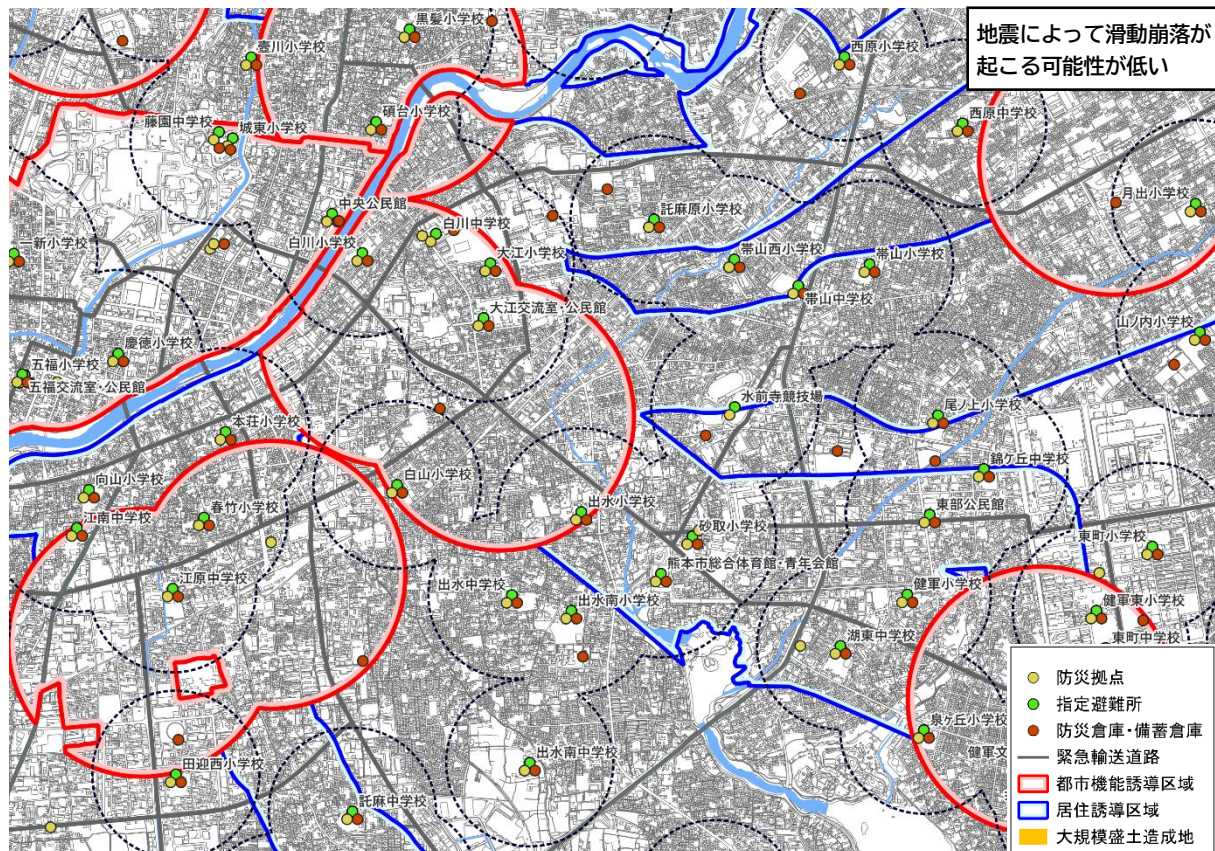 地震によって滑動崩落が
起こる可能性が低い
黒髪小学校
壺川小学校
西原小学校
碩台小学校
藤園中学校
城東小学校
西原中学校
月出小学校
中央公民館
託麻原小学校
白川中学校
一新小学校
白川小学校
大江小学校
帯山西小学校
帯山小学校
帯山中学校
大江交流室・公民館
山ノ内小学校
慶徳小学校
五福小学校
五福交流室・公民館
水前寺競技場
尾ノ上小学校
本荘小学校
錦ケ丘中学校
向山小学校
白山小学校
出水小学校
東部公民館
春竹小学校
江南中学校
砂取小学校
東町小学校
熊本市総合体育館・青年会館
江原中学校
出水中学校
出水南小学校
健軍小学校
健軍東小学校
東町中学校
湖東中学校
泉ケ丘小学校
健軍文
出水南中学校
田迎西小学校
託麻中学校
防災拠点
指定避難所
防災倉庫・備蓄倉庫
緊急輸送道路
都市機能誘導区域
居住誘導区域
大規模盛土造成地